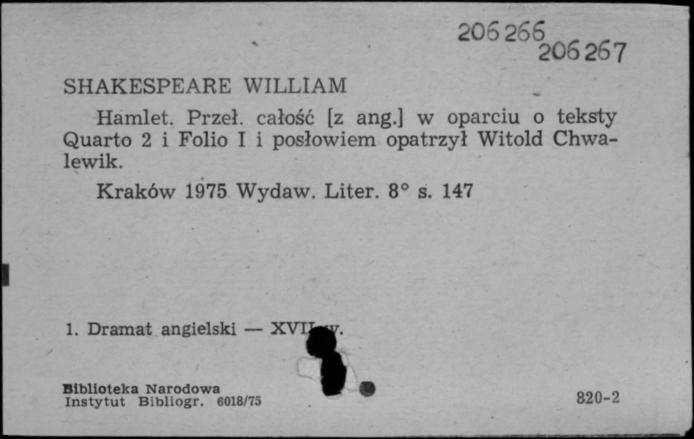 206266
206267
SHAKESPEARE WILLIAM
Hamlet. Przeł. całość [z ang.] w oparciu o teksty
Quarto 2 i Folio I i posłowiem opatrzył Witold Chwa-
lewik.
Kraków 1975 Wydaw. Liter. 8° s. 147
1. Dramat angielski — XVII w.
Biblioteka Narodowa
Instytut Bibliogr. 6018/75
820-2